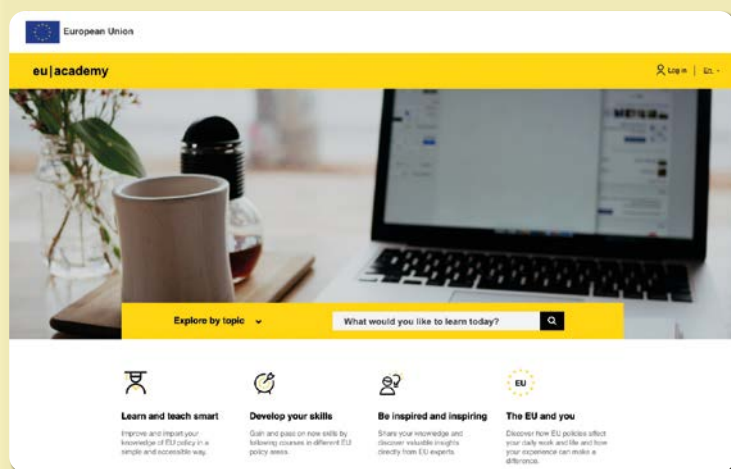 European Union
eu|academy
Log in | En
Explore by topic
What would you like to learn today?
Learn and teach smart
Improve and impart your
knowledge of EU policy in a
simple and accessible way.
Develop your skills
Gain and pass on new skills by
following courses in different EU
policy areas.
Be inspired and inspiring
Share your knowledge and
discover valuable insights
directly from EU experts.
EU
The EU and you
Discover how EU policies affect
your daily work and life and how
your experience can make a
difference.